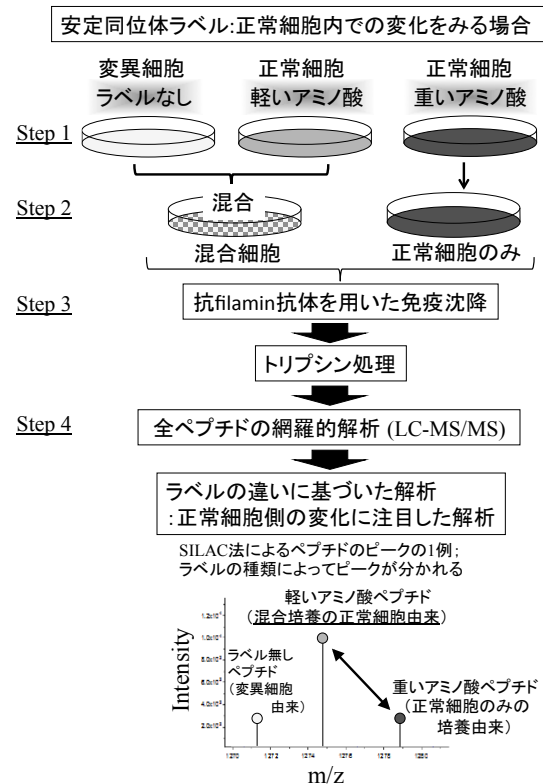 安定同位体ラベル:正常細胞内での変化をみる場合
変異細胞
ラベルなし
正常細胞
軽いアミノ酸
正常細胞
重いアミノ酸
Step 1
Step 2
混合
混合細胞
正常細胞のみ
Step 3
抗filamin抗体を用いた免疫沈降
トリプシン処理
Step 4
全ペプチドの網羅的解析 (LC-MS/MS)
ラベルの違いに基づいた解析
:正常細胞側の変化に注目した解析
SILAC法によるペプチドのピークの1例;
ラベルの種類によってピークが分かれる
軽いアミノ酸ペプチド
(混合培養の正常細胞由来)
ラベル無し
ペプチド
(変異細胞
由来)
重いアミノ酸ペプチド
(正常細胞のみの
培養由来)
Intensity
1270 1272 1274 1276 1278 1280
m/z